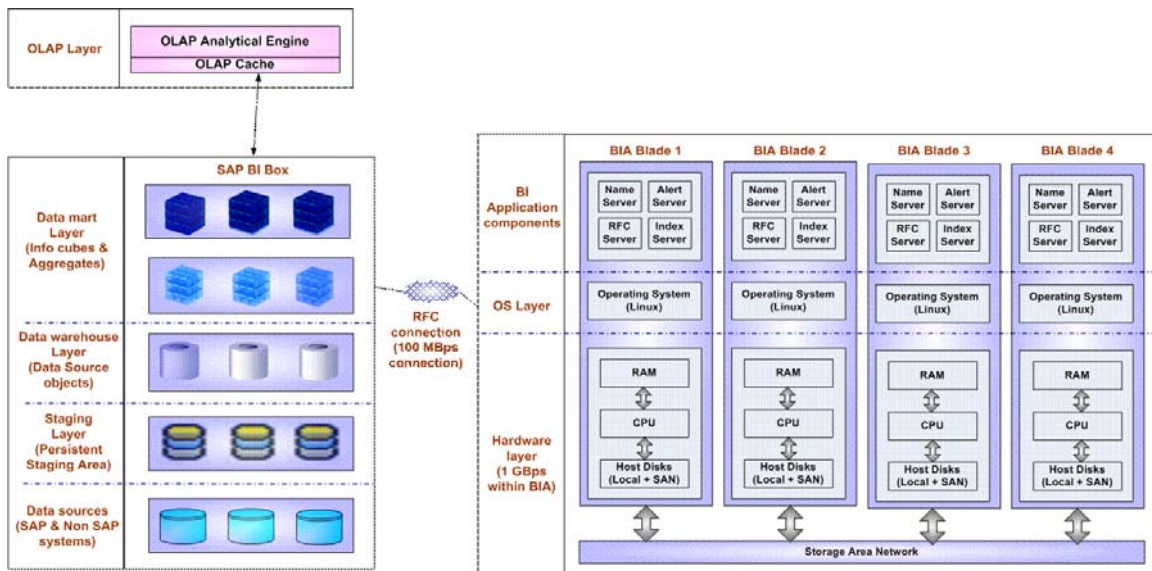 OLAP Layer
OLAP Analytical Engine
OLAP Cache
SAP BI Box
Data mart
Layer
(Info cubes &
Aggregates)
Data warehouse
Layer
(Data Source
objects)
Staging
Layer
(Persistent
Staging Area)
Data sources
(SAP & Non SAP
systems)
RFC
connection
(100 MBps
connection)
BI
Application
components
OS Layer
Hardware
layer
(1 GBps
within BIA)
BIA Blade 1
Name
Server
Alert
Server
RFC
Server
Index
Server
Operating System
(Linux)
RAM
CPU
Host Disks
(Local + SAN)
BIA Blade 2
Name
Server
Alert
Server
RFC
Server
Index
Server
Operating System
(Linux)
RAM
CPU
Host Disks
(Local + SAN)
BIA Blade 3
Name
Server
Alert
Server
RFC
Server
Index
Server
Operating System
(Linux)
RAM
CPU
Host Disks
(Local + SAN)
BIA Blade 4
Name
Server
Alert
Server
RFC
Server
Index
Server
Operating System
(Linux)
RAM
CPU
Host Disks
(Local + SAN)
Storage Area Network